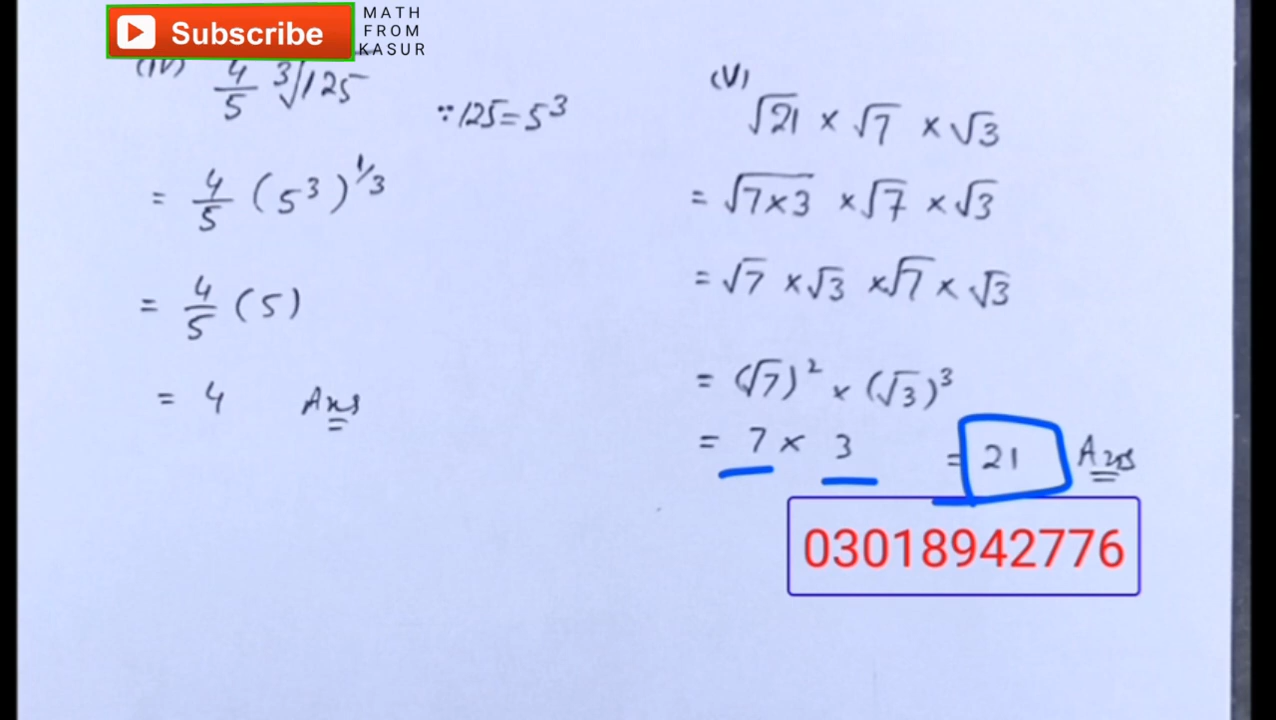 Subscribe
MATH
FROM
KASUR
(IV) 4/5 ∛125
∵ 125 = 5³
= 4/5 (5³)^1/3
= 4/5 (5)
= 4 Ans
(V)
√21 × √7 × √3
= √7×3 × √7 × √3
= √7 × √3 × √7 × √3
= (√7)² × (√3)³
= 7 × 3 = 21 Ans
03018942776